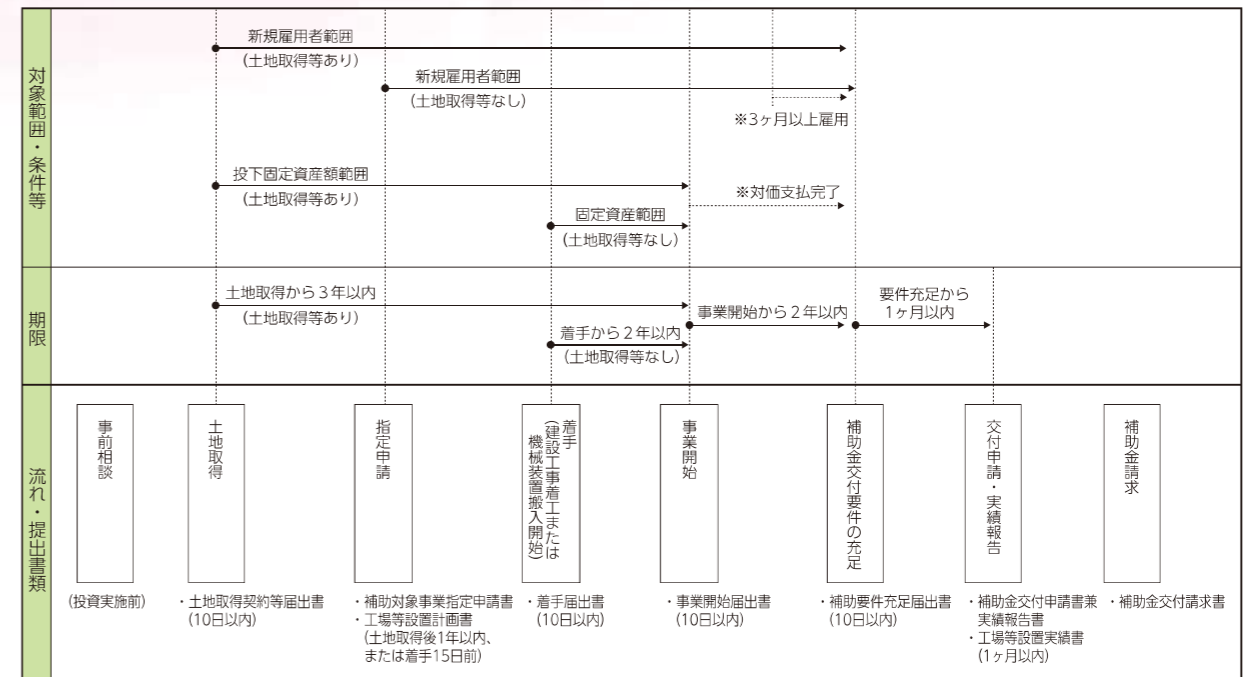 対象範囲・条件等
新規雇用者範囲
(土地取得等あり)
新規雇用者範囲
(土地取得等なし)
※3ヶ月以上雇用
投下固定資産額範囲
(土地取得等あり)
※対価支払完了
固定資産範囲
(土地取得等なし)
期限
土地取得から３年以内
(土地取得等あり)
着手から２年以内
(土地取得等なし)
事業開始から２年以内
要件充足から
1ヶ月以内
流れ・提出書類
事前相談
(投資実施前)
土地取得
・土地取得契約等届出書
(10日以内)
指定申請
・補助対象事業指定申請書
・工場等設置計画書
(土地取得後1年以内、
または着手15日前)
着手
(建設工事着工または
機械装置搬入開始)
・着手届出書
(10日以内)
事業開始
・事業開始届出書
(10日以内)
補助金交付要件の充足
・補助要件充足届出書
(10日以内)
交付申請・実績報告
・補助金交付申請書兼
実績報告書
・工場等設置実績書
(1ヶ月以内)
補助金請求
・補助金交付請求書